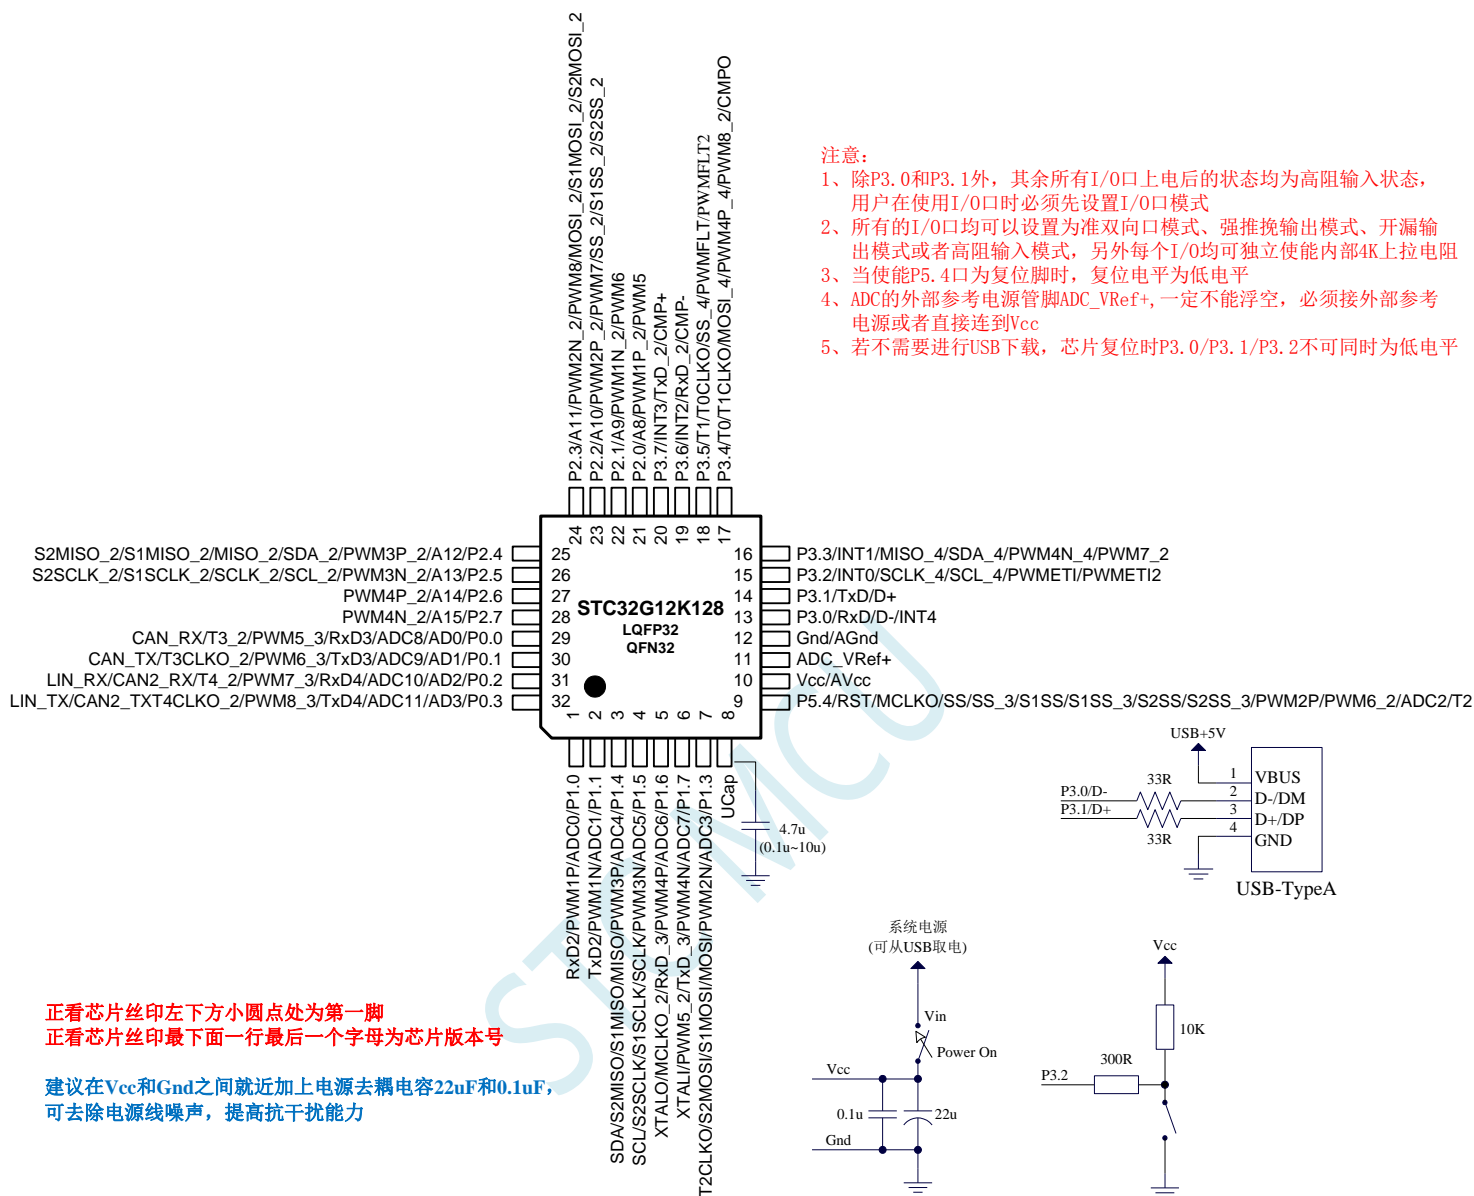 P2.3/A11/PWM2N_2/PWM8/MOSI_2/S1MOSI_2/S2MOSI_2
P2.2/A10/PWM2P_2/PWM7/SS_2/S1SS_2/S2SS_2
P2.1/A9/PWM1N_2/PWM6
P2.0/A8/PWM1P_2/PWM5
P3.7/INT3/TxD_2/CMP+
P3.6/INT2/RxD_2/CMP-
P3.5/T1/T0CLKO/SS_4/PWMFLT/PWMFLT2
P3.4/T0/T1CLKO/MOSI_4/PWM4P_4/PWM8_2/CMPO
注意：
1、除P3.0和P3.1外，其余所有I/O口上电后的状态均为高阻输入状态，
用户在使用I/O口时必须先设置I/O口模式
2、所有的I/O口均可以设置为准双向口模式、强推挽输出模式、开漏输
出模式或者高阻输入模式，另外每个I/O均可独立使能内部4K上拉电阻
3、当使能P5.4口为复位脚时，复位电平为低电平
4、ADC的外部参考电源管脚ADC_VRef+,一定不能浮空，必须接外部参考
电源或者直接连到Vcc
5、若不需要进行USB下载，芯片复位时P3.0/P3.1/P3.2不可同时为低电平
24 23 22 21 20 19 18 17
S2MISO_2/S1MISO_2/MISO_2/SDA_2/PWM3P_2/A12/P2.4 25
S2SCLK_2/S1SCLK_2/SCLK_2/SCL_2/PWM3N_2/A13/P2.5 26
PWM4P_2/A14/P2.6 27
PWM4N_2/A15/P2.7 28
CAN_RX/T3_2/PWM5_3/RxD3/ADC8/AD0/P0.0 29
CAN_TX/T3CLKO_2/PWM6_3/TxD3/ADC9/AD1/P0.1 30
LIN_RX/CAN2_RX/T4_2/PWM7_3/RxD4/ADC10/AD2/P0.2 31
LIN_TX/CAN2_TXT4CLKO_2/PWM8_3/TxD4/ADC11/AD3/P0.3 32
STC32G12K128
LQFP32
QFN32
16 P3.3/INT1/MISO_4/SDA_4/PWM4N_4/PWM7_2
15 P3.2/INT0/SCLK_4/SCL_4/PWMETI/PWMETI2
14 P3.1/TxD/D+
13 P3.0/RxD/D-/INT4
12 Gnd/AGnd
11 ADC_VRef+
10 Vcc/AVcc
9 P5.4/RST/MCLKO/SS/SS_3/S1SS/S1SS_3/S2SS/S2SS_3/PWM2P/PWM6_2/ADC2/T2
1 2 3 4 5 6 7 8
RxD2/PWM1P/ADC0/P1.0
TxD2/PWM1N/ADC1/P1.1
SDA/S2MISO/S1MISO/MISO/PWM3P/ADC4/P1.4
SCL/S2SCLK/S1SCLK/SCLK/PWM3N/ADC5/P1.5
XTALO/MCLKO_2/RxD_3/PWM4P/ADC6/P1.6
XTALI/PWM5_2/TxD_3/PWM4N/ADC7/P1.7
T2CLKO/S2MOSI/S1MOSI/MOSI/PWM2N/ADC3/P1.3
UCap
4.7u
(0.1u~10u)
USB+5V
P3.0/D- 33R 1 VBUS
P3.1/D+ 33R 2 D-/DM
3 D+/DP
4 GND
USB-TypeA
STC MCU
系统电源
(可从USB取电)
Vin
Power On
Vcc
0.1u 22u
Gnd
Vcc
10K
300R
P3.2
正看芯片丝印左下方小圆点处为第一脚
正看芯片丝印最下面一行最后一个字母为芯片版本号
建议在Vcc和Gnd之间就近加上电源去耦电容22uF和0.1uF，
可去除电源线噪声，提高抗干扰能力